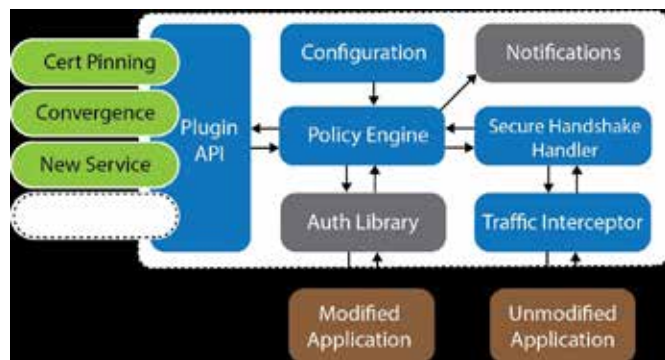 Cert Pinning
Convergence
New Service
Plugin
API
Configuration
Notifications
Policy Engine
Secure Handshake
Handler
Auth Library
Traffic Interceptor
Modified
Application
Unmodified
Application